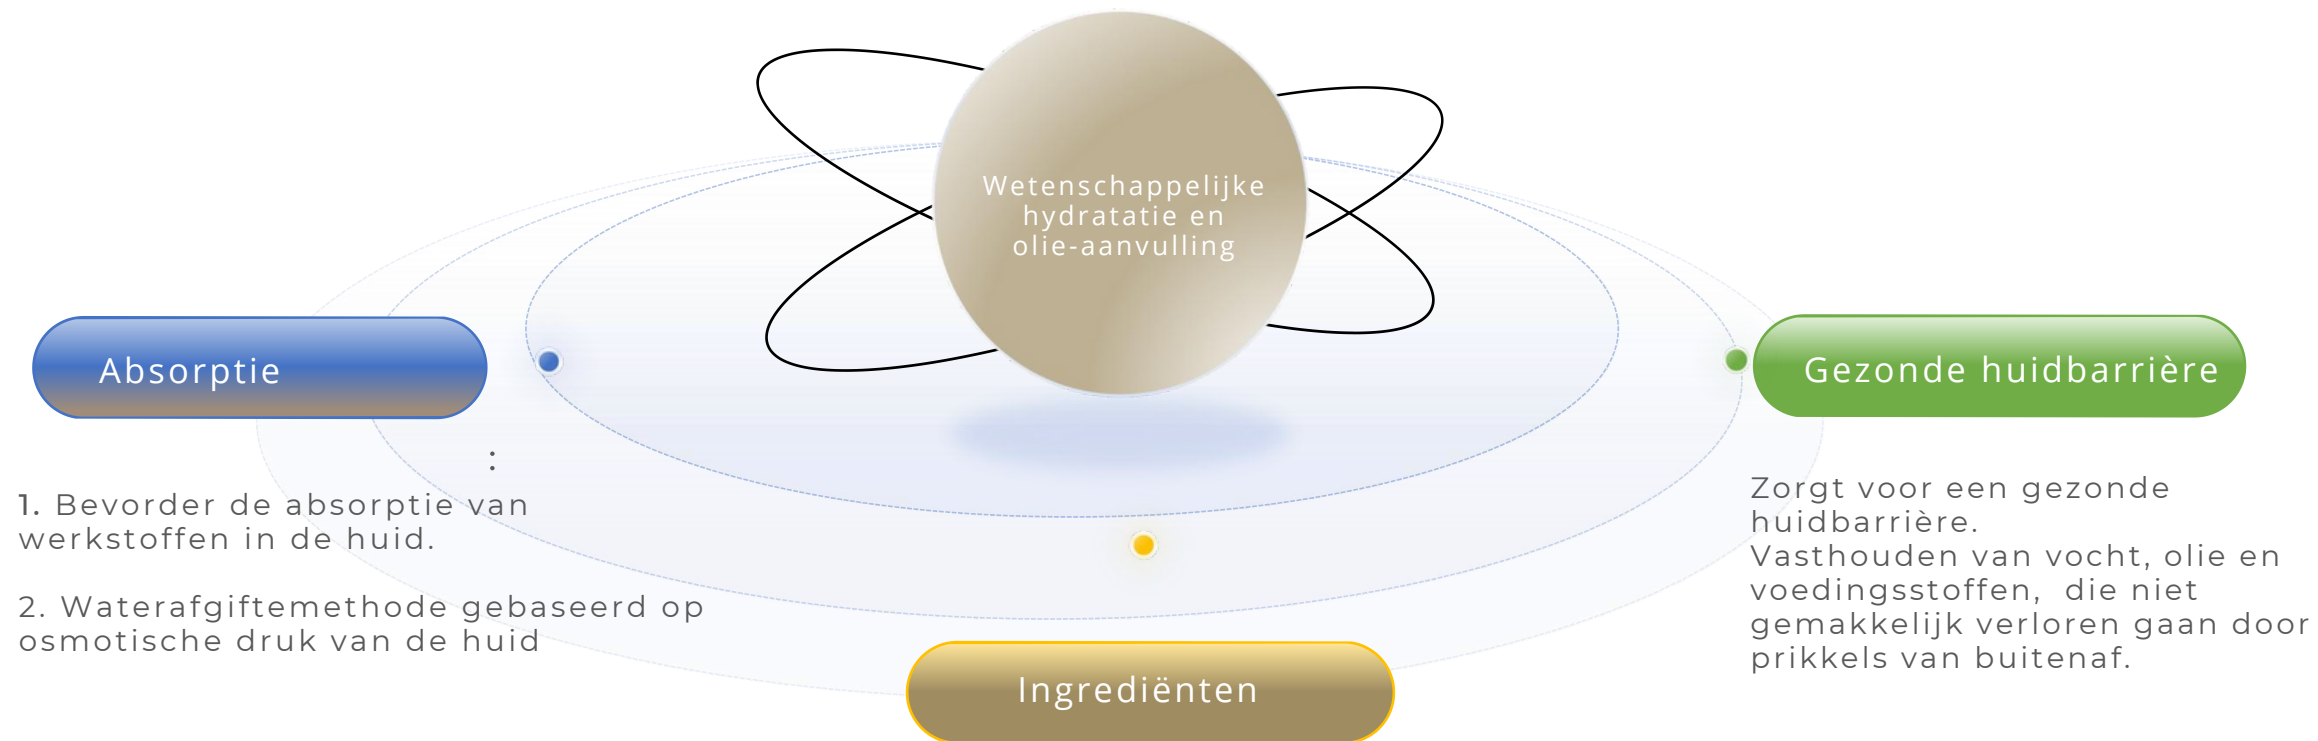 Wetenschappelijke
hydratatie en
olie-aanvulling
Absorptie
:
1. Bevorder de absorptie van
werkstoffen in de huid.
2. Waterafgiftemethode gebaseerd op
osmotische druk van de huid
Ingrediënten
Gezonde huidbarrière
Zorgt voor een gezonde
huidbarrière.
Vasthouden van vocht, olie en
voedingsstoffen,  die niet
gemakkelijk verloren gaan door
prikkels van buitenaf.